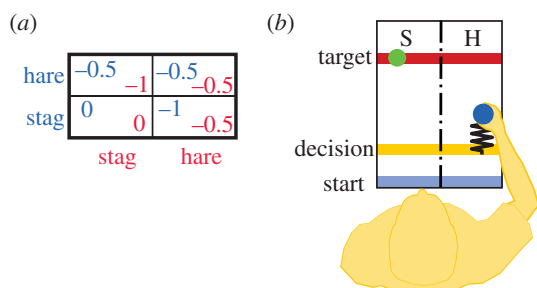 (a)
hare −0.5 −1 −0.5 −0.5
stag 0 0 −1 −0.5
stag hare
(b)
S H
target
decision
start